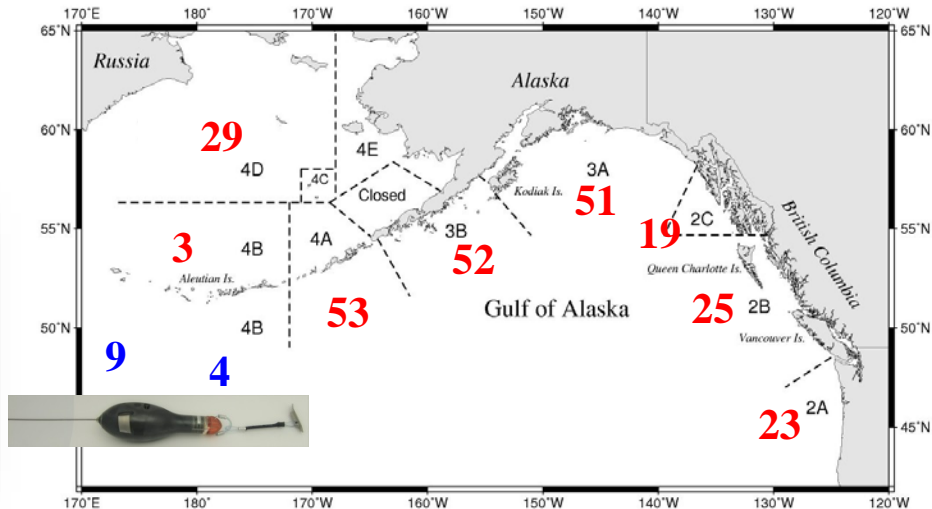 170°E 180° 170°W 160°W 150°W 140°W 130°W 120°W
65°N 65°N
Russia
Alaska
60°N 60°N
29
4E
4D
4C
3A
Closed
Kodiak Is.
51
55°N 55°N
2C
British Columbia
3
4B
4A
3B
52
19
Queen Charlotte Is.
Aleutian Is.
53
Gulf of Alaska
25
2B
50°N 50°N
4B
Vancouver Is.
9
4
23
2A
45°N 45°N
170°E 180° 170°W 160°W 150°W 140°W 130°W 120°W